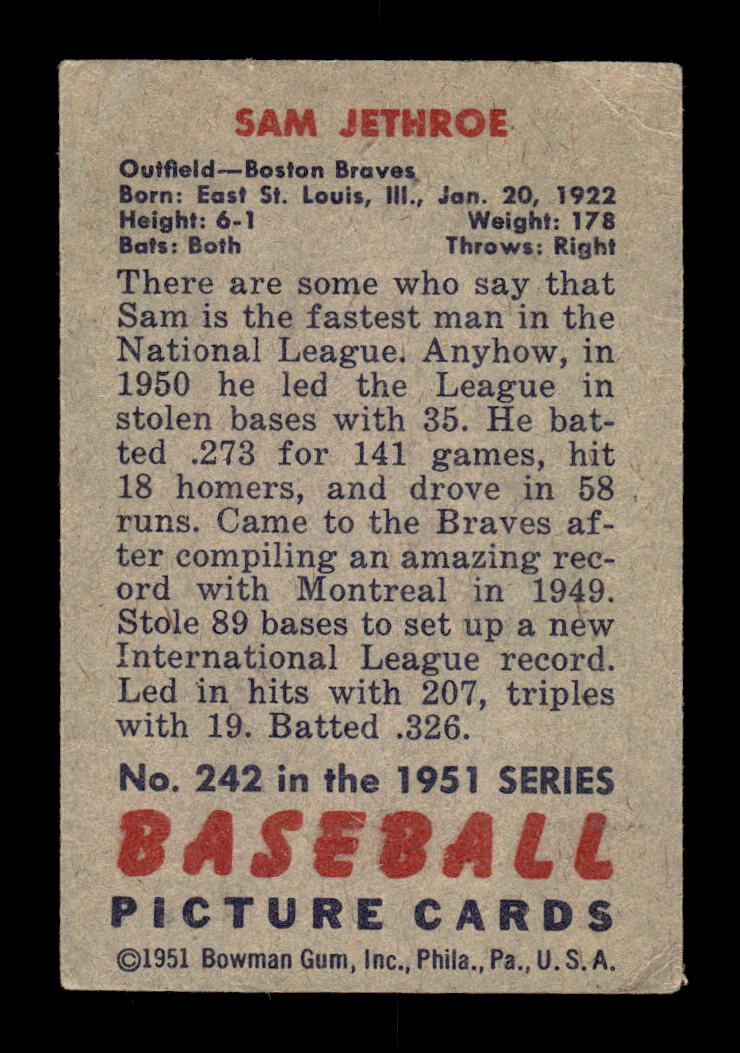 SAM JETHROE
Outfield—Boston Braves
Born: East St. Louis, Ill., Jan. 20, 1922
Height: 6-1 Weight: 178
Bats: Both Throws: Right
There are some who say that
Sam is the fastest man in the
National League. Anyhow, in
1950 he led the League in
stolen bases with 35. He bat-
ted .273 for 141 games, hit
18 homers, and drove in 58
runs. Came to the Braves af-
ter compiling an amazing rec-
ord with Montreal in 1949.
Stole 89 bases to set up a new
International League record.
Led in hits with 207, triples
with 19. Batted .326.
No. 242 in the 1951 SERIES
BASEBALL
PICTURE CARDS
©1951 Bowman Gum, Inc., Phila., Pa., U.S.A.